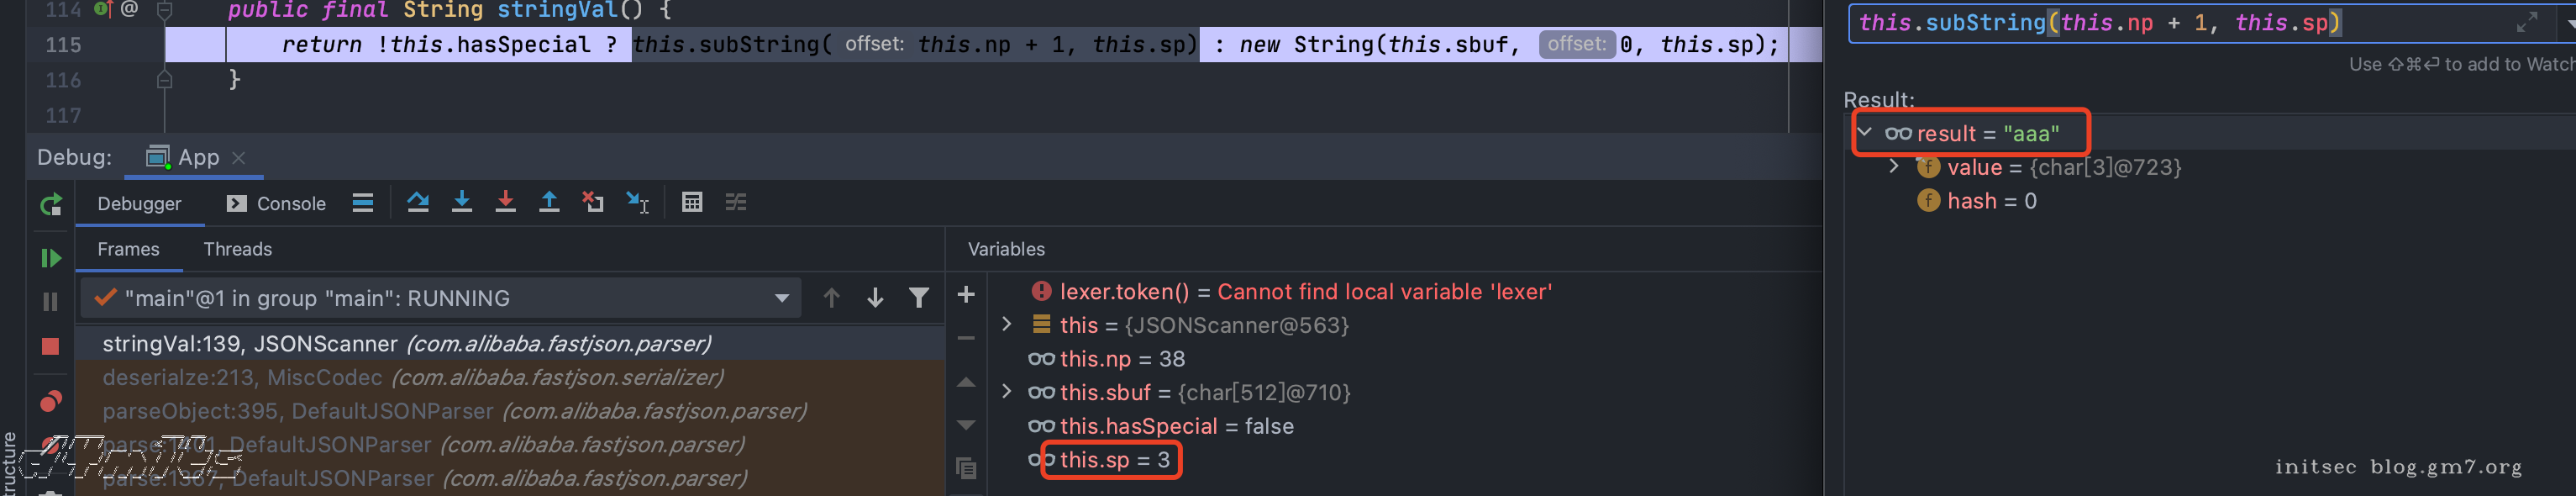 114 @ public final String stringVal() {
115 return !this.hasSpecial ? this.subString( offset: this.np + 1, this.sp) : new String(this.sbuf, offset: 0, this.sp);
116 }
117
this.subString(this.np + 1, this.sp)
Use ⇧⌘⏎ to add to Watch
Result:
result = "aaa"
value = {char[3]@723}
hash = 0
Debug: App
Debugger Console
Frames Threads
Variables
"main"@1 in group "main": RUNNING
stringVal:139, JSONScanner (com.alibaba.fastjson.parser)
deserialze:213, MiscCodec (com.alibaba.fastjson.serializer)
parseObject:395, DefaultJSONParser (com.alibaba.fastjson.parser)
parse:1401, DefaultJSONParser (com.alibaba.fastjson.parser)
parse:1367, DefaultJSONParser (com.alibaba.fastjson.parser)
lexer.token() = Cannot find local variable 'lexer'
this = {JSONScanner@563}
this.np = 38
this.sbuf = {char[512]@710}
this.hasSpecial = false
this.sp = 3
tructure
initsec blog.gm7.org